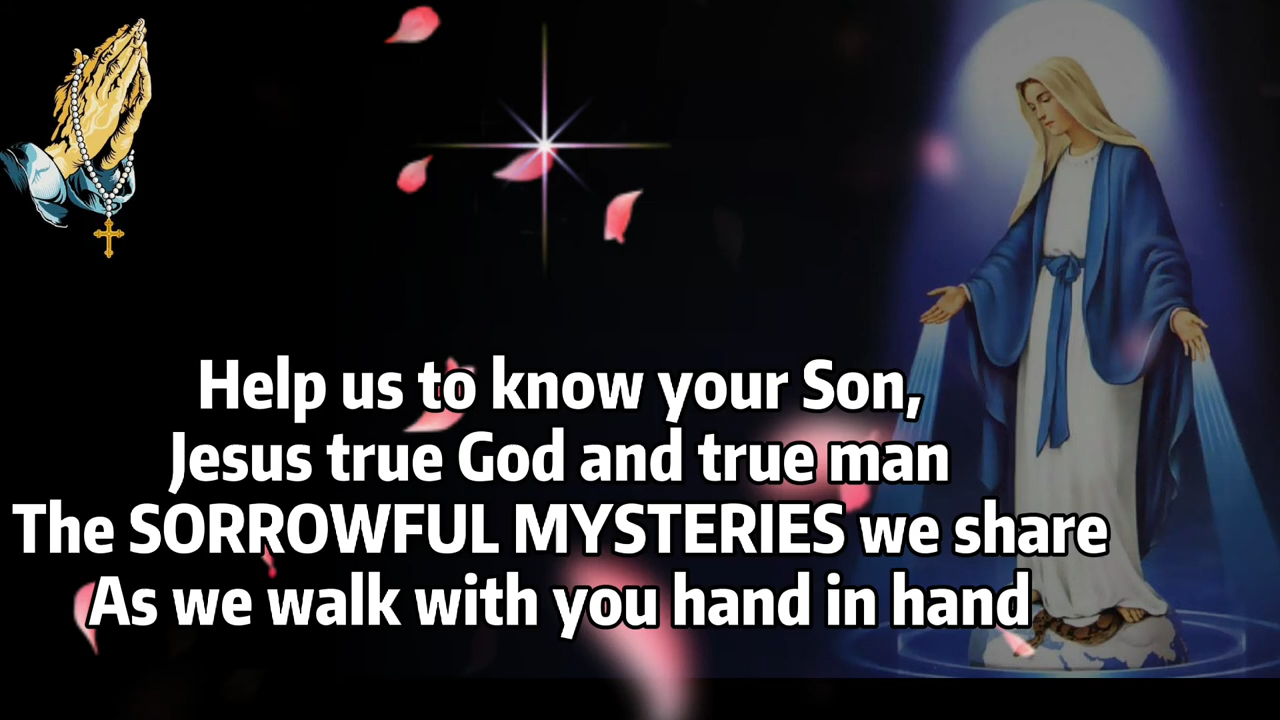 Help us to know your Son,
Jesus true God and true man
The SORROWFUL MYSTERIES we share
As we walk with you hand in hand